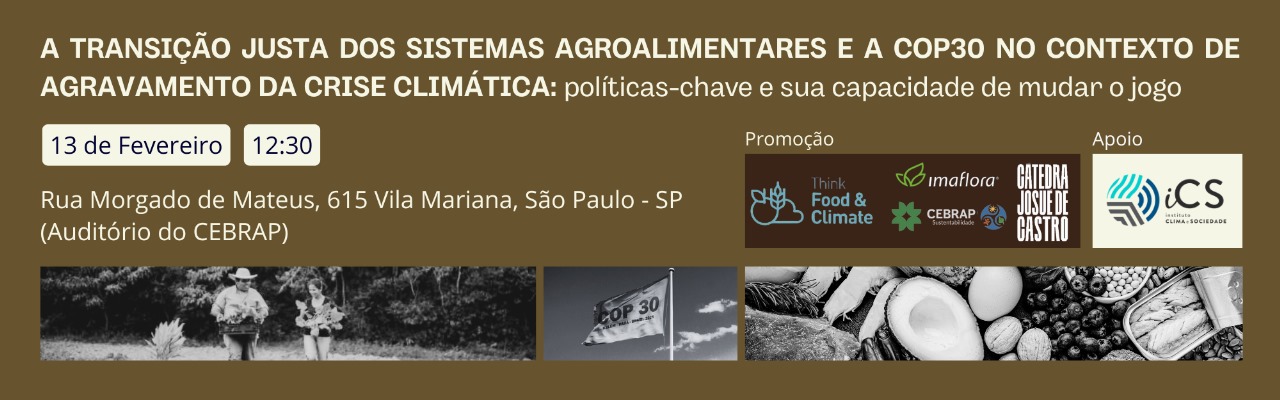 A TRANSIÇÃO JUSTA DOS SISTEMAS AGROALIMENTARES E A COP30 NO CONTEXTO DE
AGRAVAMENTO DA CRISE CLIMÁTICA: políticas-chave e sua capacidade de mudar o jogo
13 de Fevereiro 12:30
Rua Morgado de Mateus, 615 Vila Mariana, São Paulo - SP
(Auditório do CEBRAP)
Promoção
Think
Food &
Climate
imaflora®
CEBRAP
Sustentabilidade
CATEDRA
JOSUE DE
CASTRO
Apoio
iCS
instituto
CLIMA E SOCIEDADE
COP 30